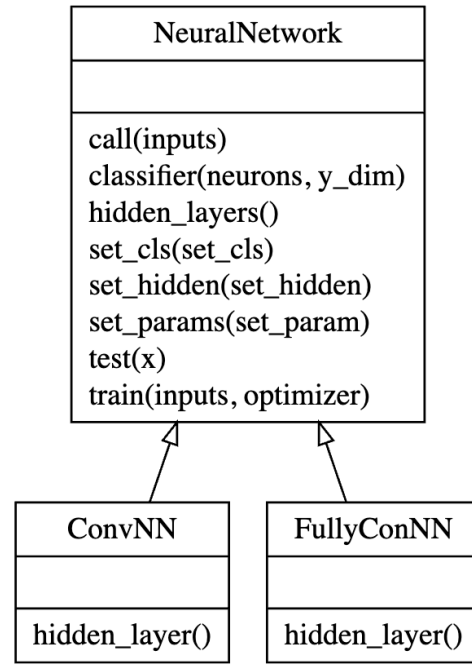 NeuralNetwork
call(inputs)
classifier(neurons, y_dim)
hidden_layers()
set_cls(set_cls)
set_hidden(set_hidden)
set_params(set_param)
test(x)
train(inputs, optimizer)
ConvNN
hidden_layer()
FullyConNN
hidden_layer()